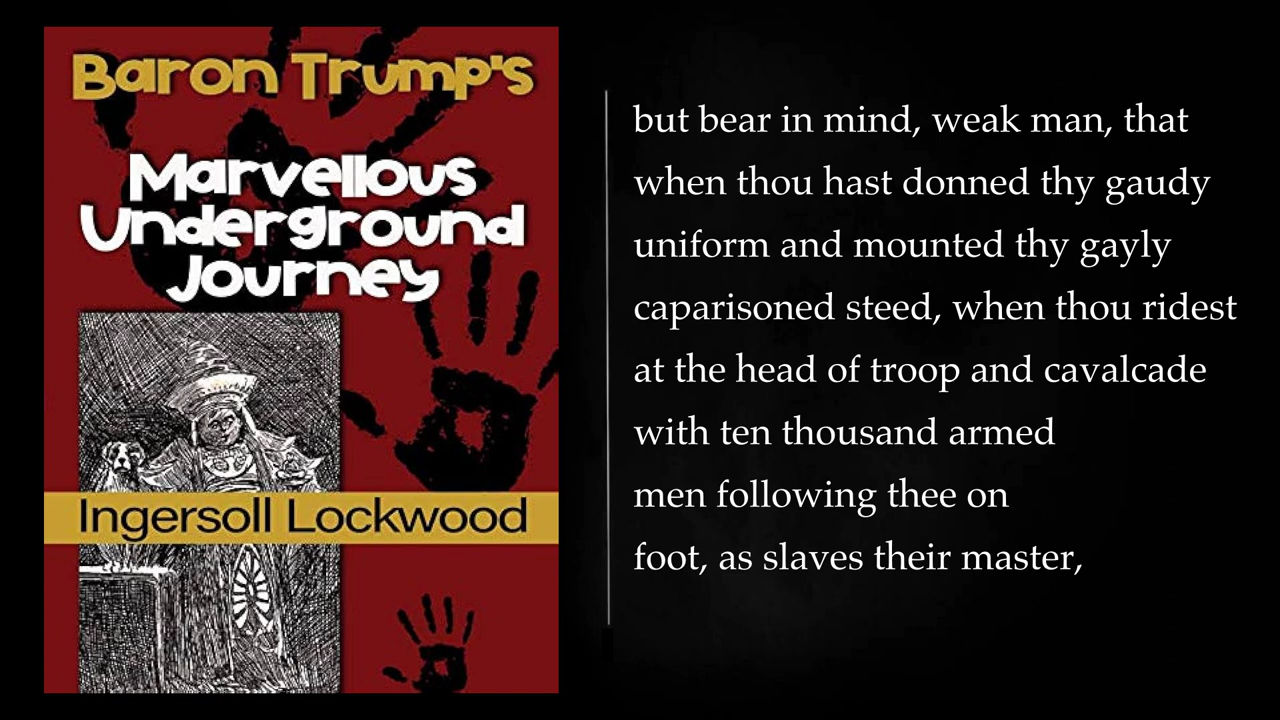 Baron Trump's
Marvellous
Underground
Journey
Ingersoll Lockwood
but bear in mind, weak man, that
when thou hast donned thy gaudy
uniform and mounted thy gayly
caparisoned steed, when thou ridest
at the head of troop and cavalcade
with ten thousand armed
men following thee on
foot, as slaves their master,